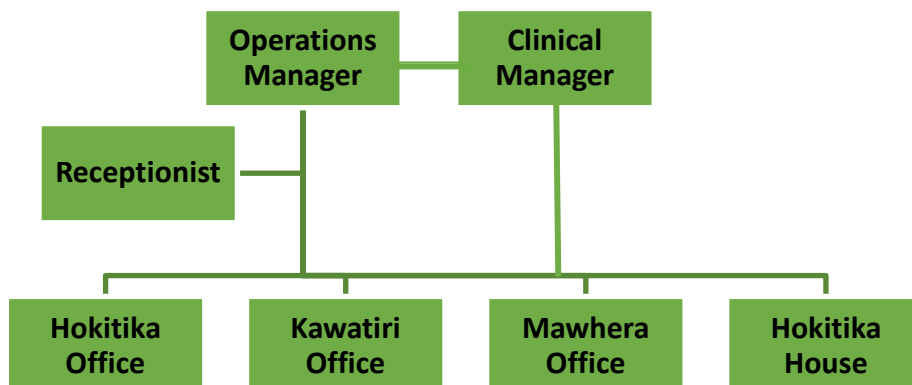 Operations
Manager
Clinical
Manager
Receptionist
Hokitika
Office
Kawatiri
Office
Mawhera
Office
Hokitika
House